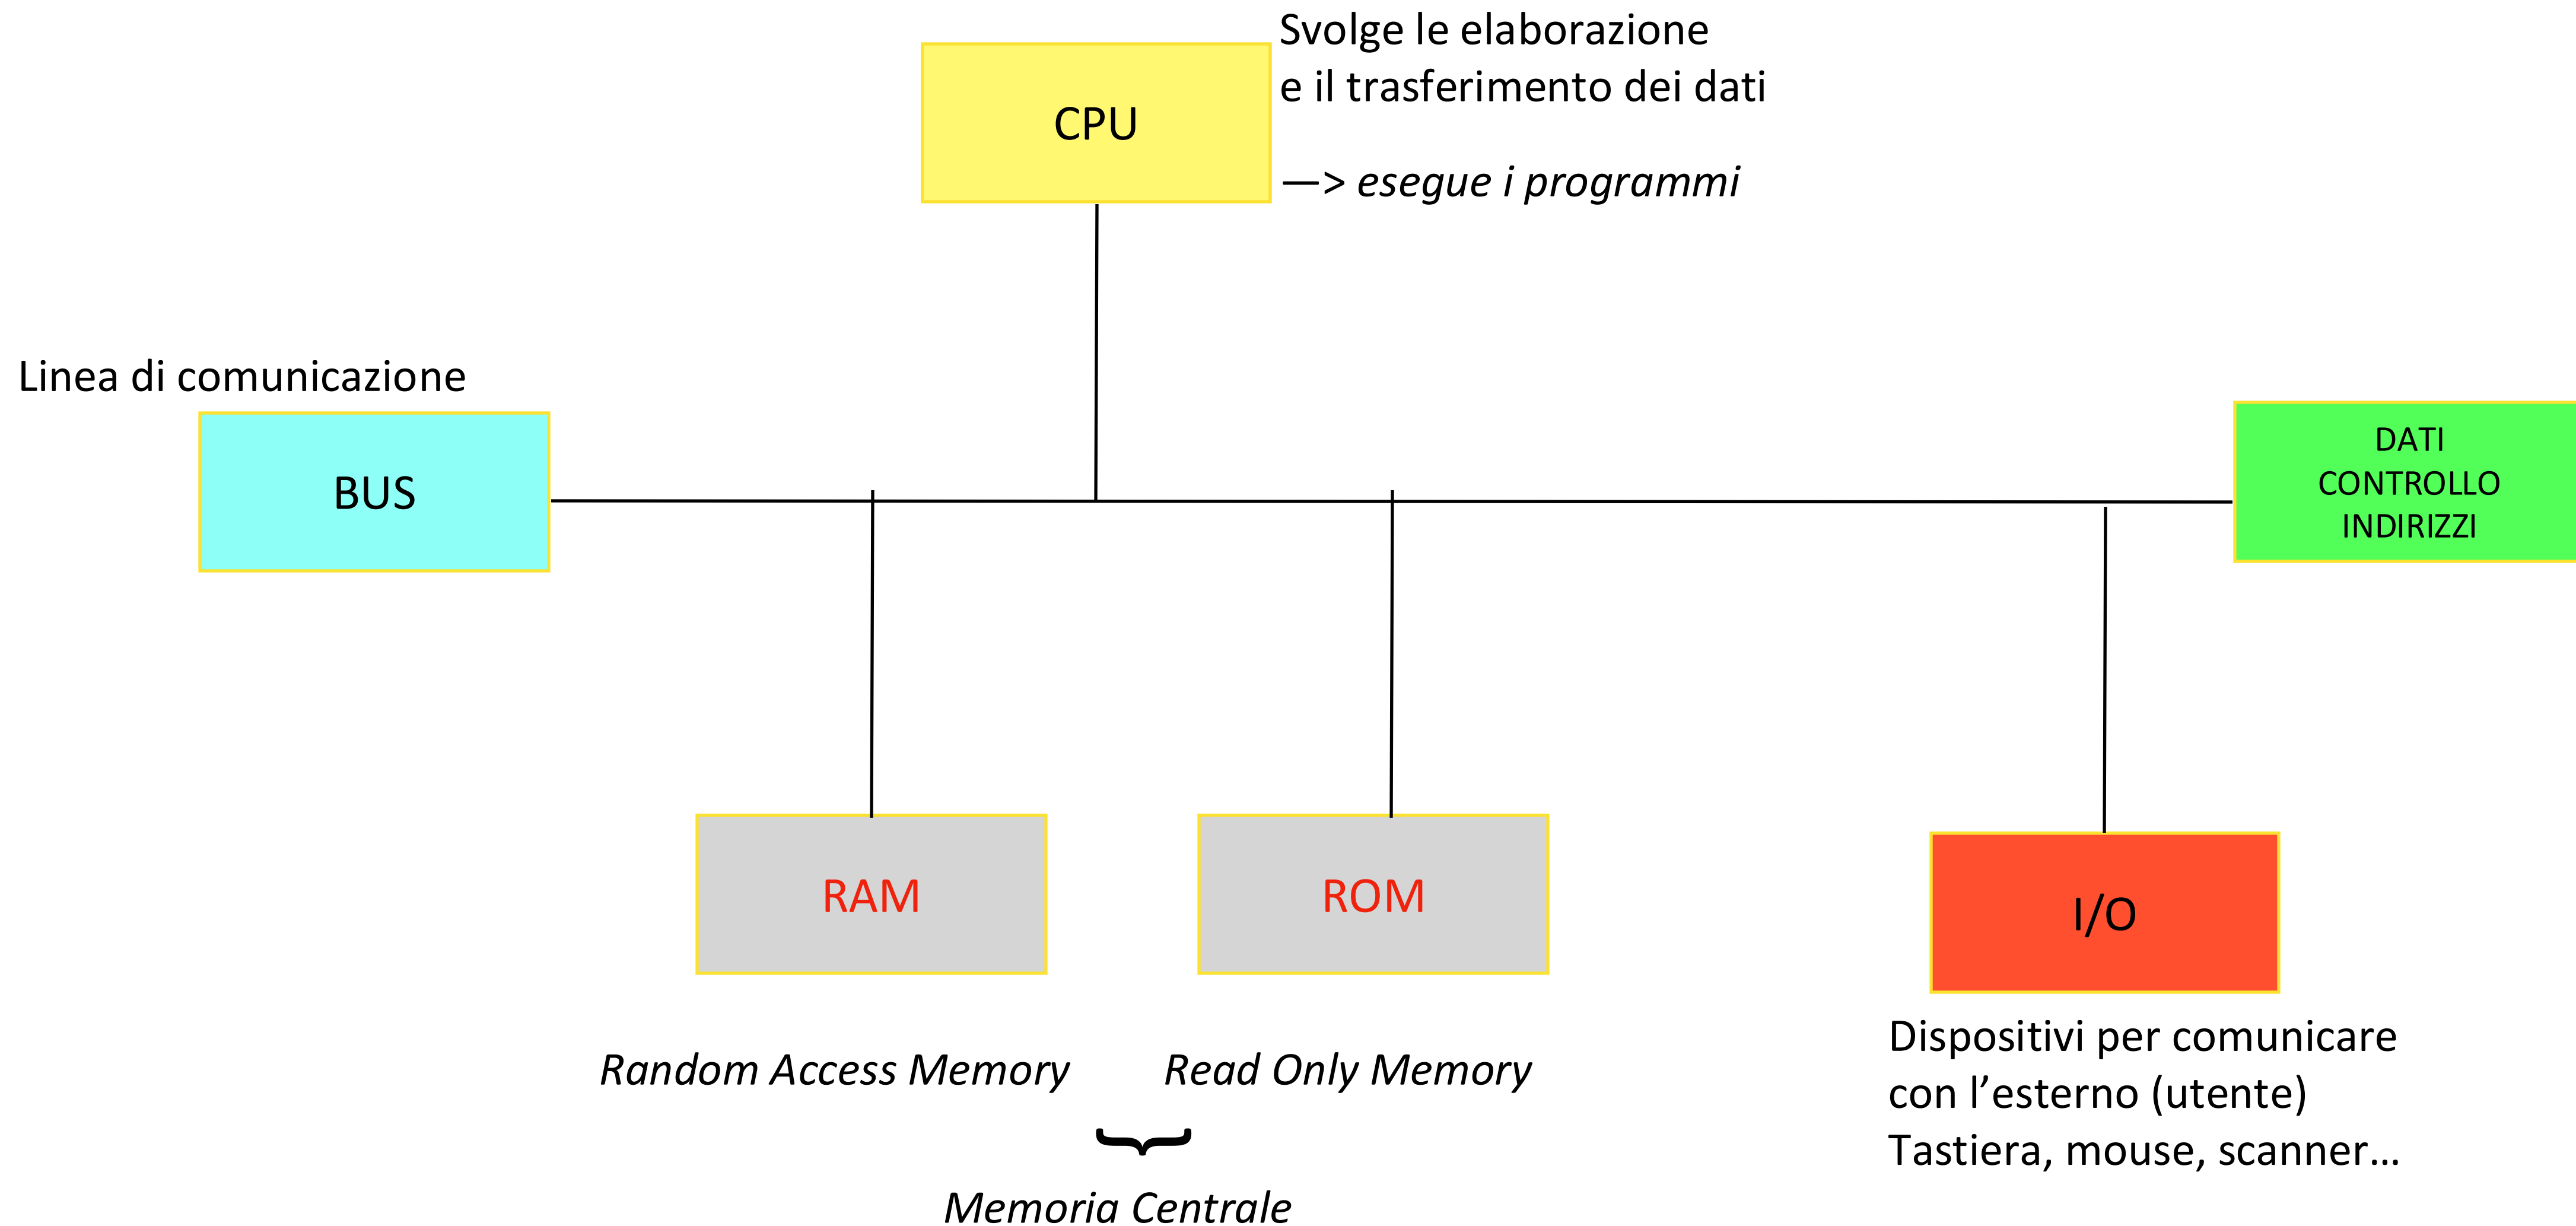 Svolge le elaborazione
e il trasferimento dei dati
CPU
—> esegue i programmi
Linea di comunicazione
BUS
DATI
CONTROLLO
INDIRIZZI
RAM
ROM
I/O
Random Access Memory
Read Only Memory
Memoria Centrale
Dispositivi per comunicare
con l’esterno (utente)
Tastiera, mouse, scanner…